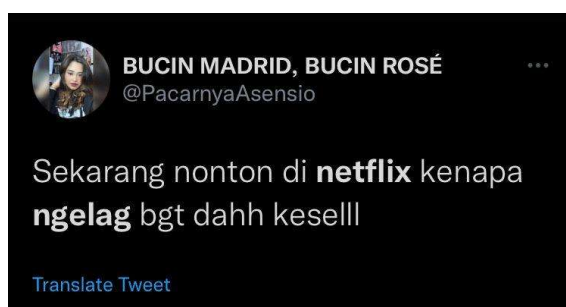 BUCIN MADRID, BUCIN ROSÉ
@PacarnyaAsensio
Sekarang nonton di netflix kenapa
ngelag bgt dahh keselll
Translate Tweet